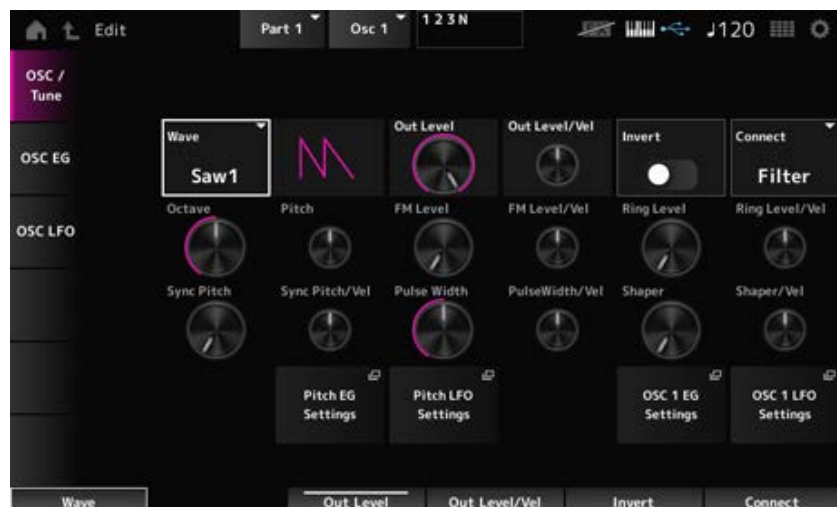 Edit
Part 1
Osc 1
1 2 3 N
♩120
OSC /
Tune
OSC EG
OSC LFO
Wave
Saw1
Out Level
Out Level/Vel
Invert
Connect
Filter
Octave
Pitch
FM Level
FM Level/Vel
Ring Level
Ring Level/Vel
Sync Pitch
Sync Pitch/Vel
Pulse Width
PulseWidth/Vel
Shaper
Shaper/Vel
Pitch EG
Settings
Pitch LFO
Settings
OSC 1 EG
Settings
OSC 1 LFO
Settings
Wave
Out Level
Out Level/Vel
Invert
Connect